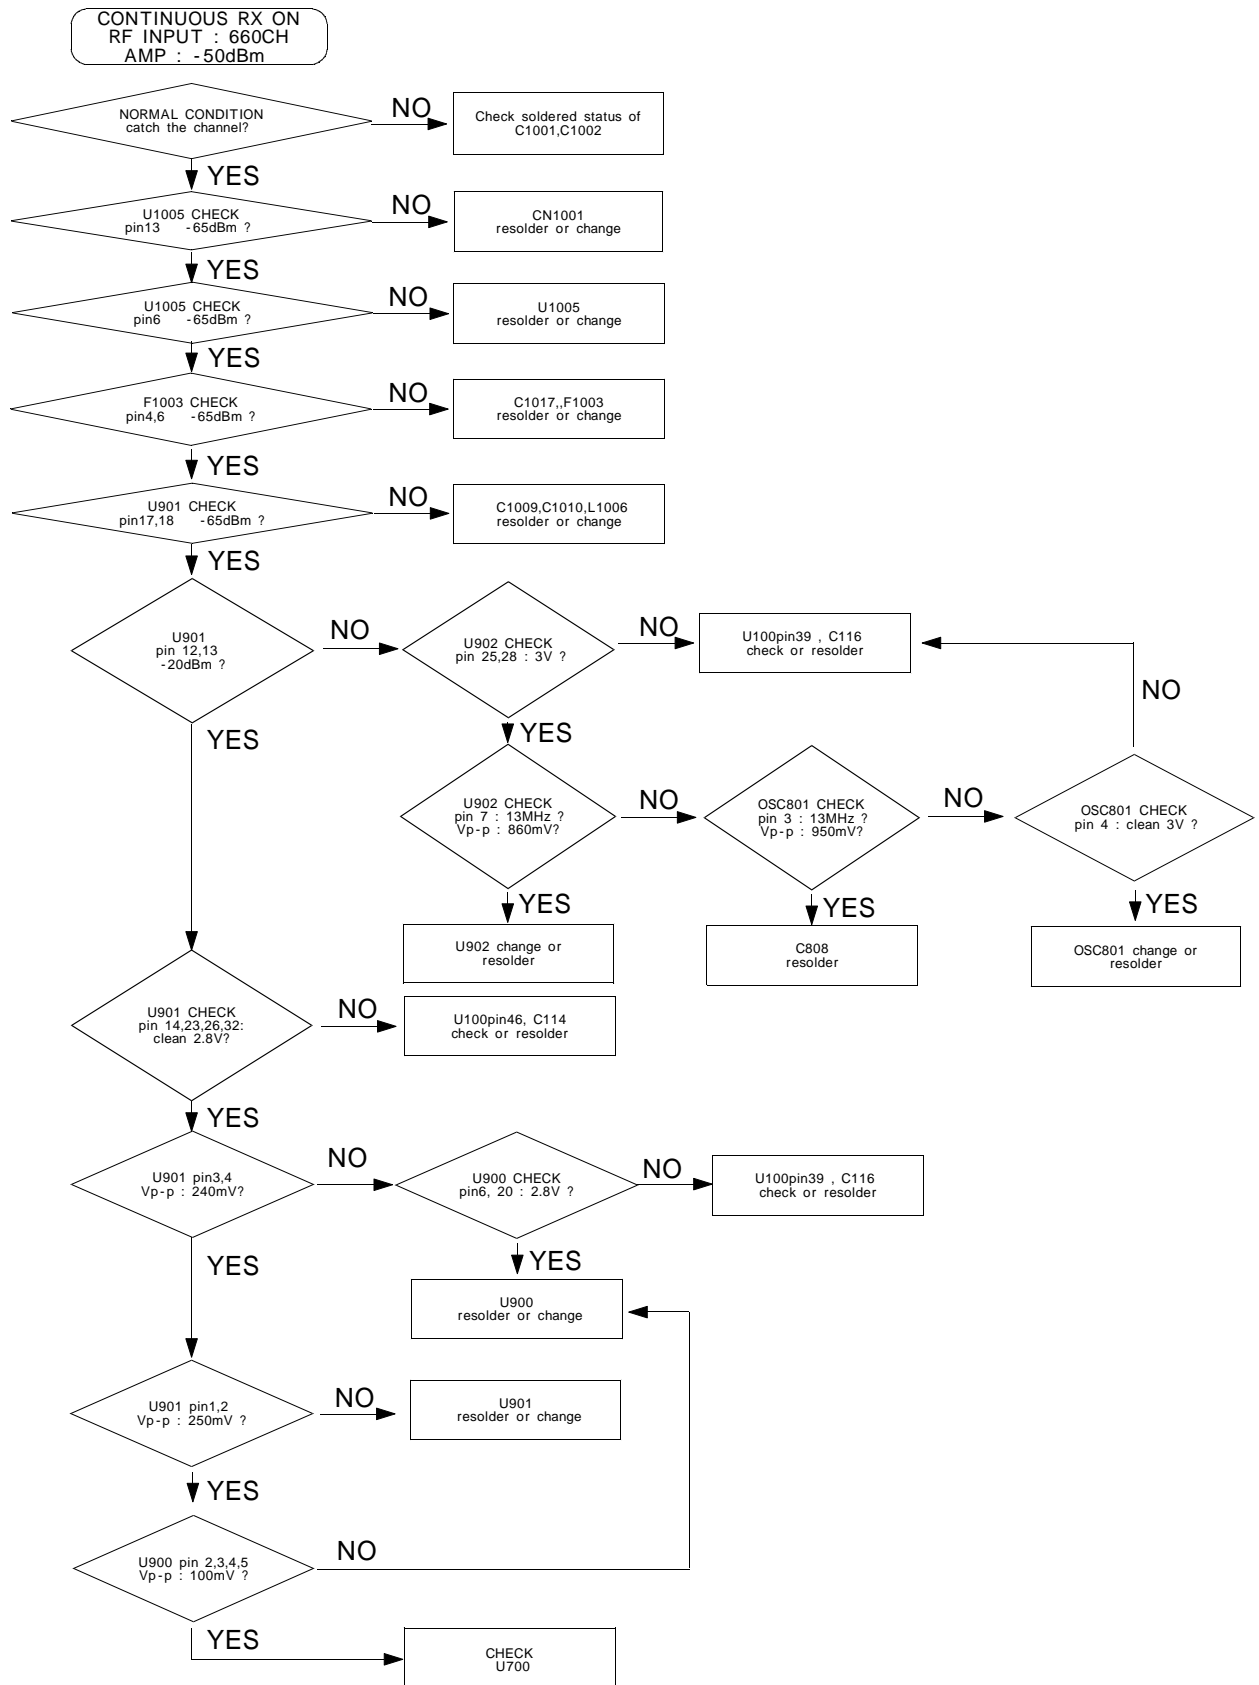 CONTINUOUS RX ON
RF INPUT : 660CH
AMP : -50dBm
NORMAL CONDITION
catch the channel?
NO
Check soldered status of
C1001,C1002
YES
U1005 CHECK
pin13 -65dBm ?
NO
CN1001
resolder or change
YES
U1005 CHECK
pin6 -65dBm ?
NO
U1005
resolder or change
YES
F1003 CHECK
pin4,6 -65dBm ?
NO
C1017,,F1003
resolder or change
YES
U901 CHECK
pin17,18 -65dBm ?
NO
C1009,C1010,L1006
resolder or change
YES
U901
pin 12,13
-20dBm ?
NO
U902 CHECK
pin 25,28 : 3V ?
NO
U100pin39 , C116
check or resolder
NO
YES
YES
U902 CHECK
pin 7 : 13MHz ?
Vp-p : 860mV?
NO
OSC801 CHECK
pin 3 : 13MHz ?
Vp-p : 950mV?
NO
OSC801 CHECK
pin 4 : clean 3V ?
YES
YES
YES
U902 change or
resolder
C808
resolder
OSC801 change or
resolder
U901 CHECK
pin 14,23,26,32:
clean 2.8V?
NO
U100pin46, C114
check or resolder
YES
U901 pin3,4
Vp-p : 240mV?
NO
U900 CHECK
pin6, 20 : 2.8V ?
NO
U100pin39 , C116
check or resolder
YES
YES
U900
resolder or change
U901 pin1,2
Vp-p : 250mV ?
NO
U901
resolder or change
YES
U900 pin 2,3,4,5
Vp-p : 100mV ?
NO
YES
CHECK
U700